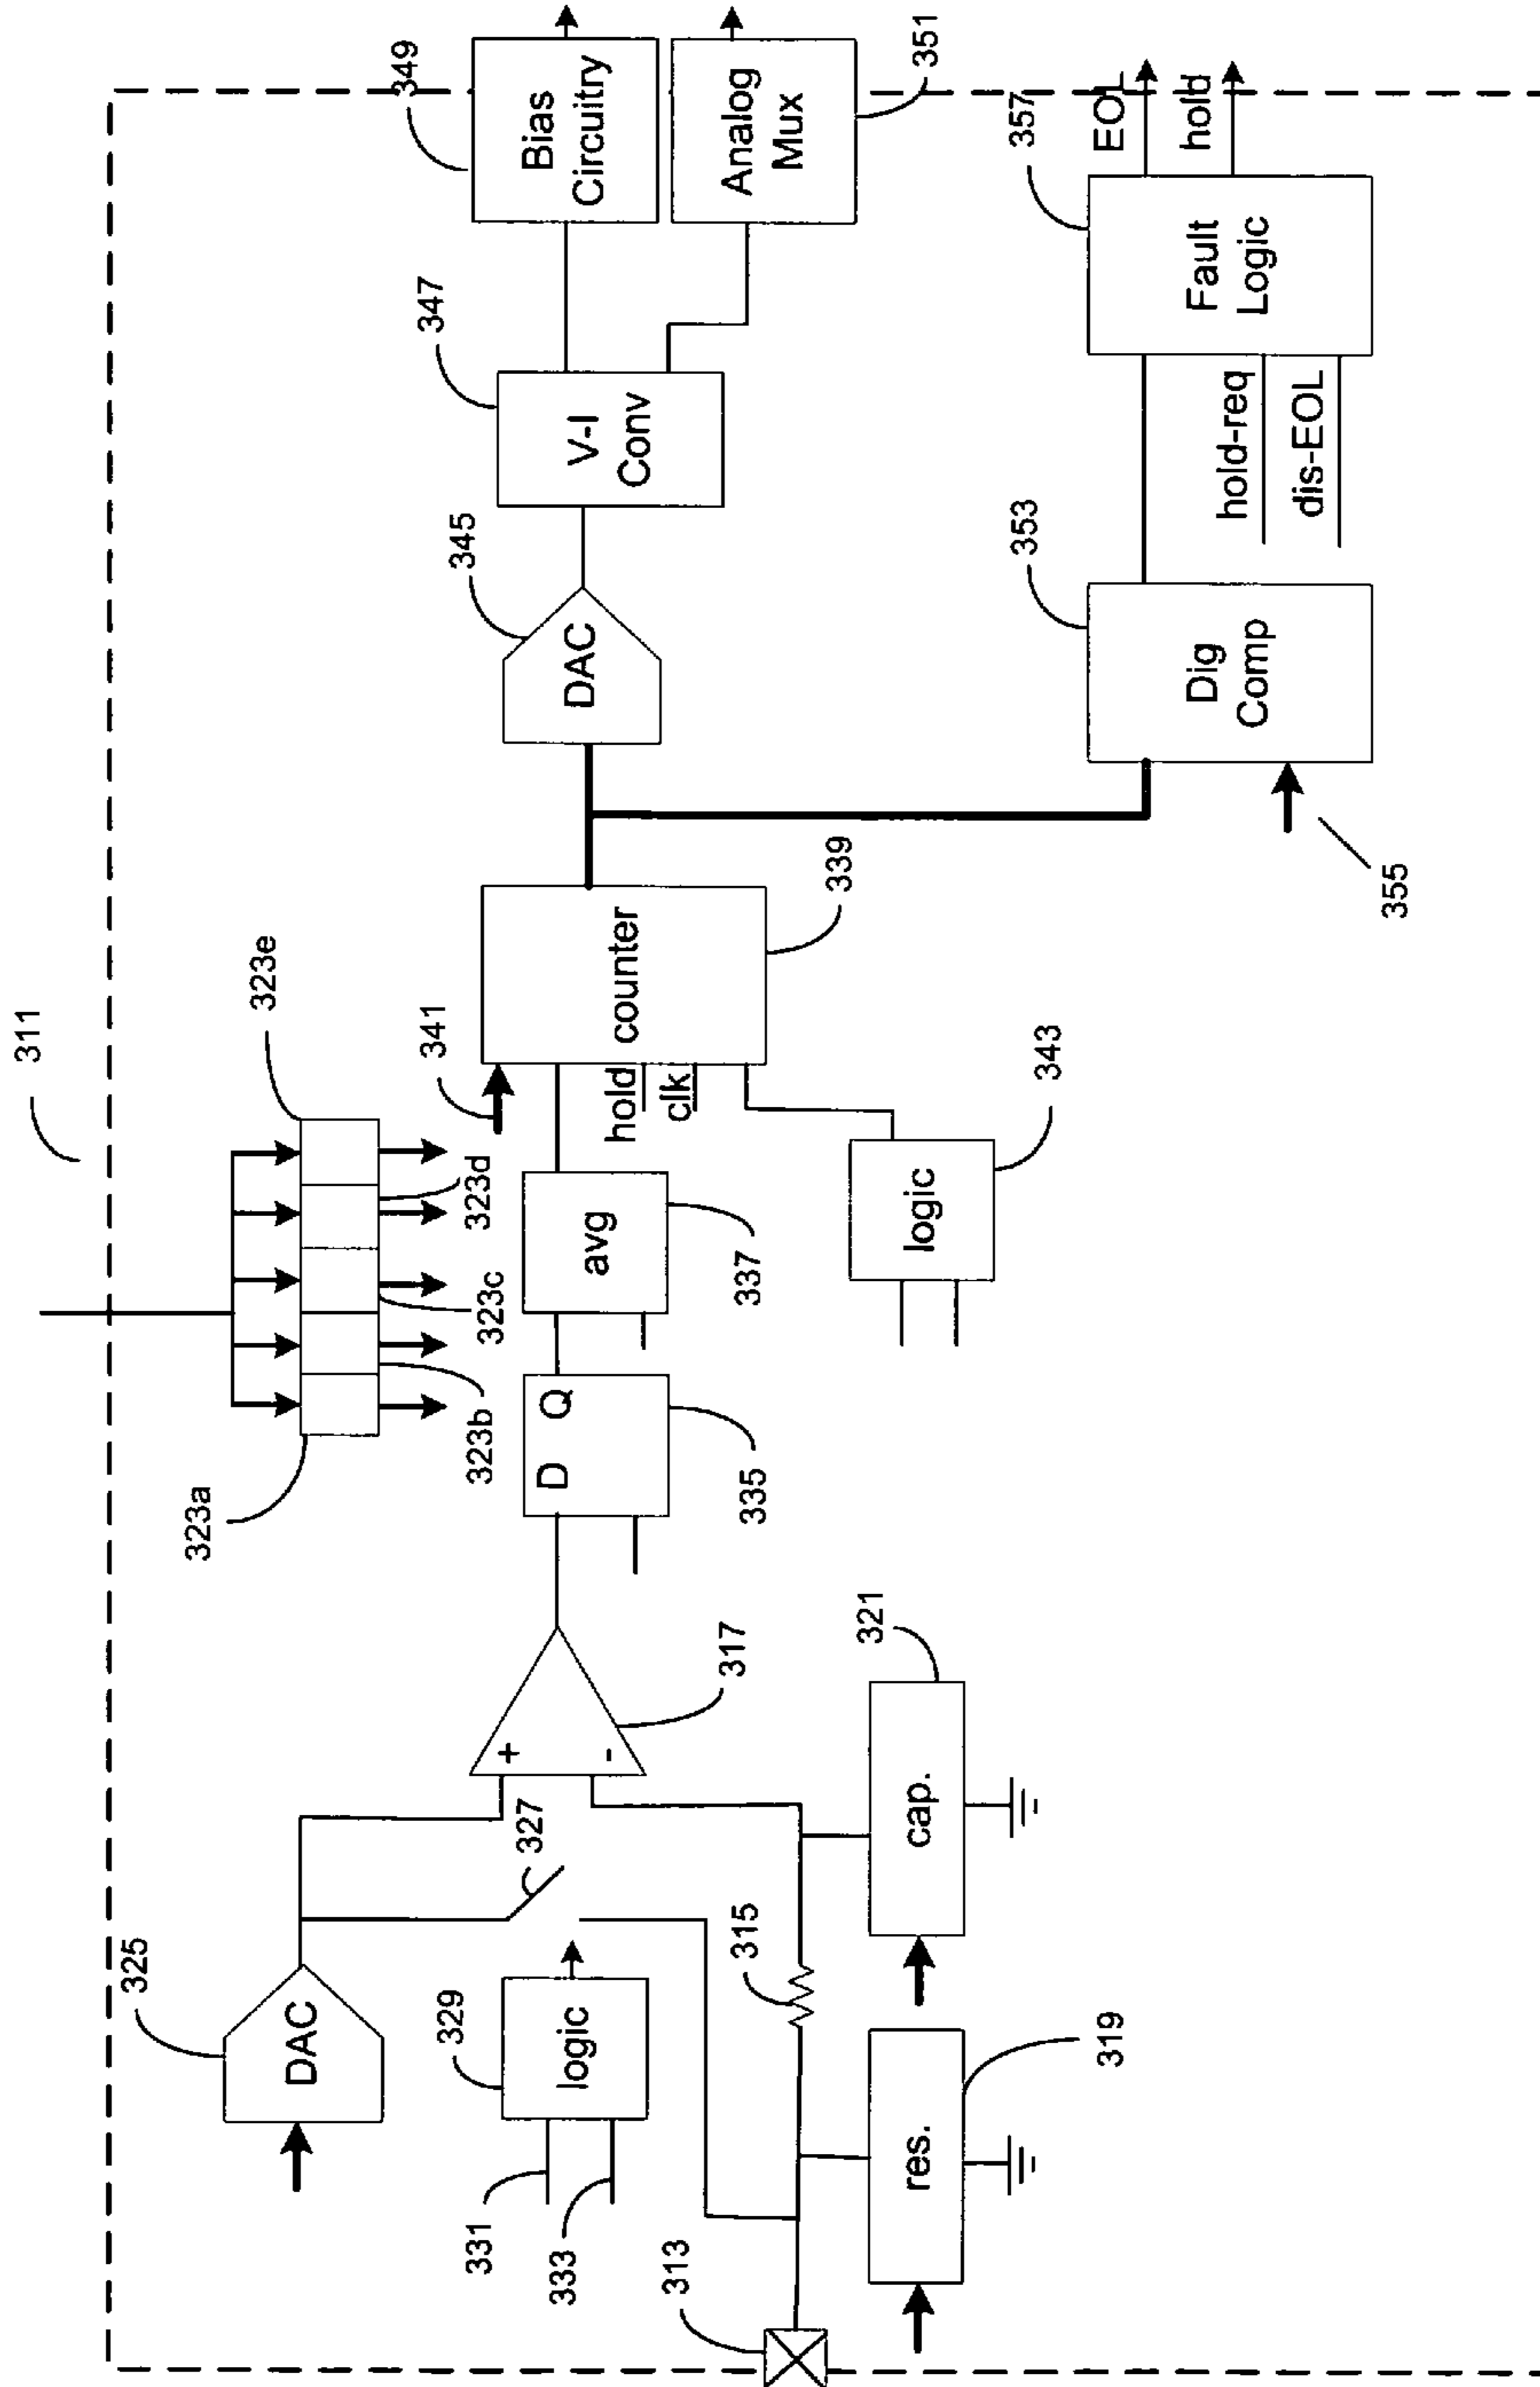 311
323a
323b
323c
323d
323e
325
DAC
327
329
logic
331
333
313
315
res.
319
cap.
321
+
-
317
D Q
335
avg
337
341
hold
clk
counter
339
logic
343
DAC
345
V-I
Conv
347
349
Bias
Circuitry
Analog
Mux
351
353
Dig
Comp
355
hold-req
dis-EOL
357
Fault
Logic
EOL
hold